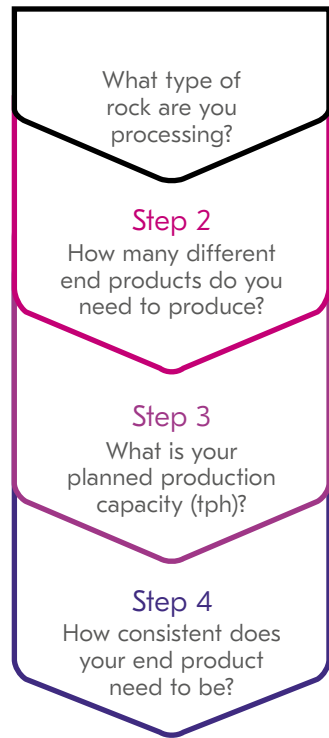 What type of
rock are you
processing?
Step 2
How many different
end products do you
need to produce?
Step 3
What is your
planned production
capacity (tph)?
Step 4
How consistent does
your end product
need to be?